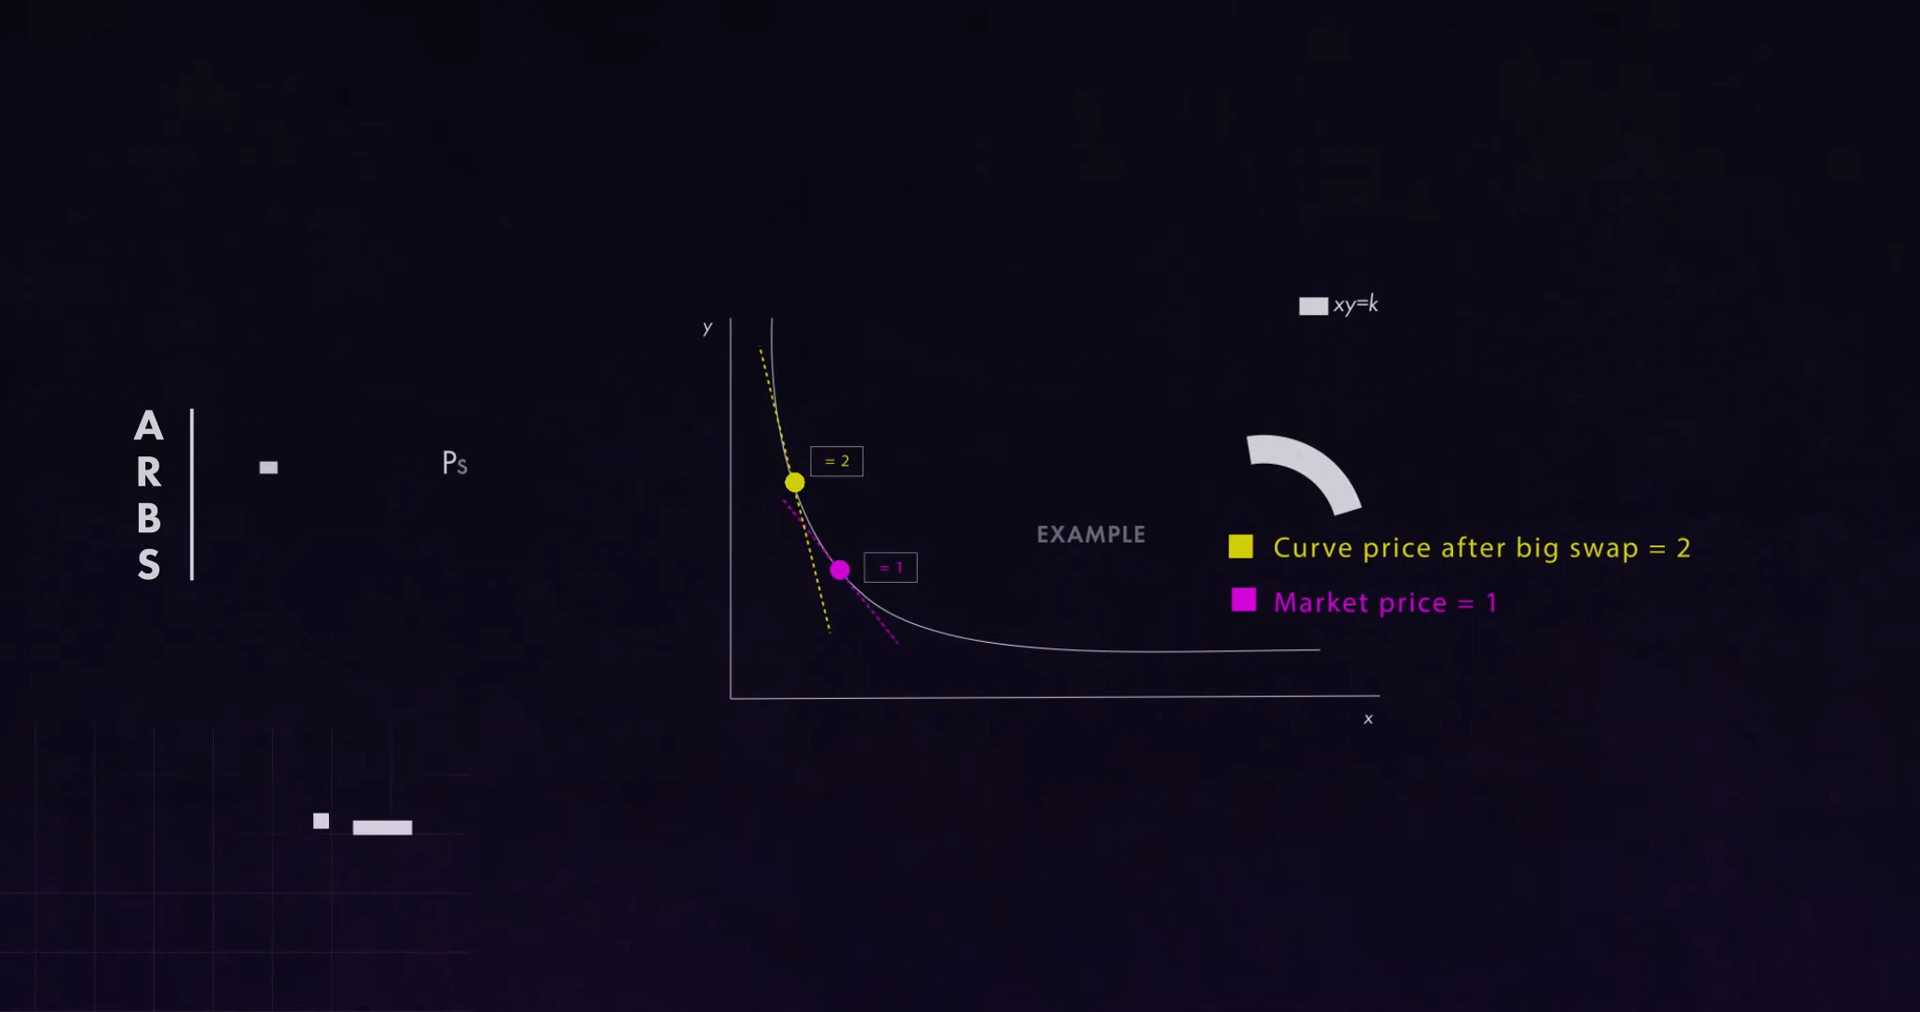 xy=k
y
A
R
B
S
Ps
= 2
= 1
EXAMPLE
Curve price after big swap = 2
Market price = 1
x